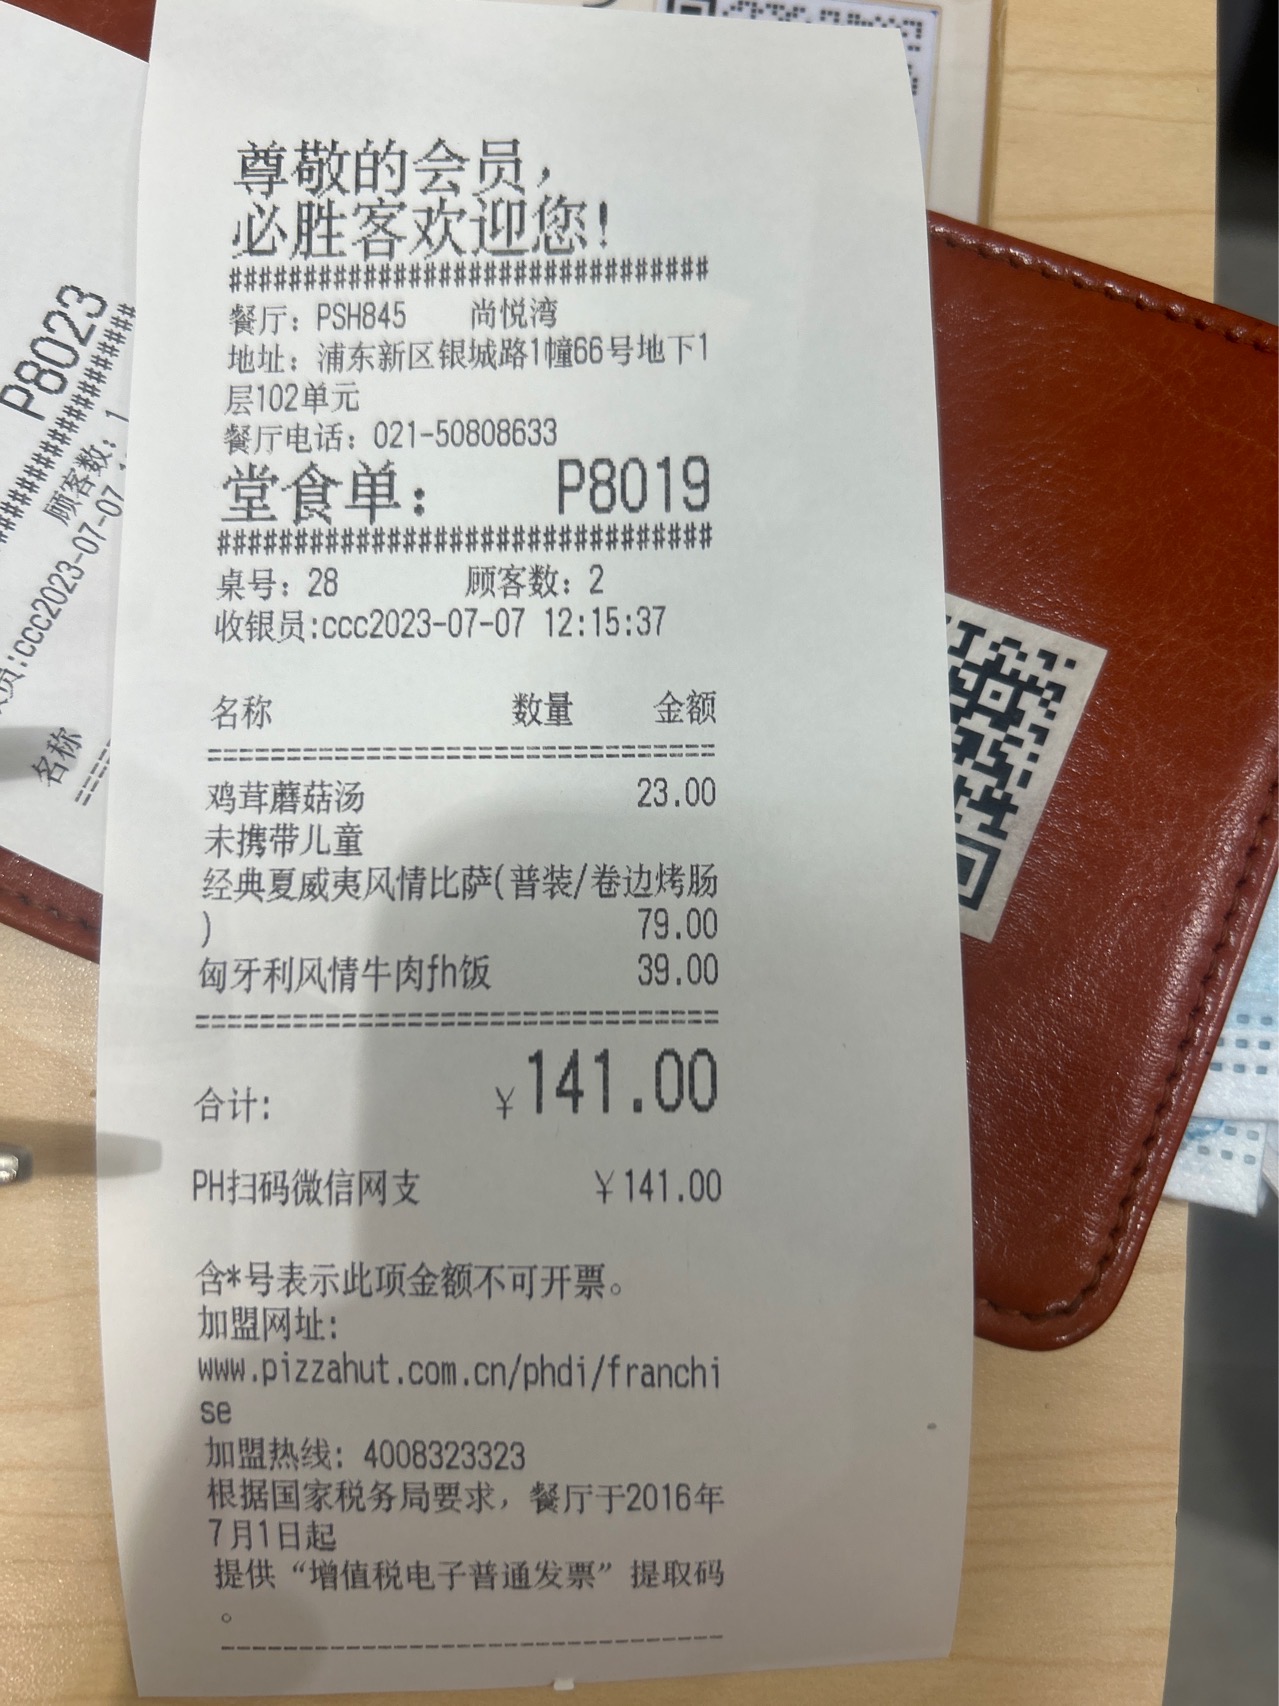 尊敬的会员，
必胜客欢迎您!
################################
餐厅：PSH845 尚悦湾
地址：浦东新区银城路1幢66号地下1
层102单元
餐厅电话：021-50808633
堂食单： P8019
################################
桌号：28 顾客数：2
收银员:ccc2023-07-07 12:15:37
名称 数量 金额
鸡茸蘑菇汤 23.00
未携带儿童
经典夏威夷风情比萨(普装/卷边烤肠
) 79.00
匈牙利风情牛肉fh饭 39.00
合计: ￥141.00
PH扫码微信网支 ￥141.00
含*号表示此项金额不可开票。
加盟网址:
www.pizzahut.com.cn/phdi/franchi
se
加盟热线: 4008323323
根据国家税务局要求，餐厅于2016年
7月1日起
提供“增值税电子普通发票”提取码
。
P8023
顾客数：1
员:ccc2023-07-07
名称